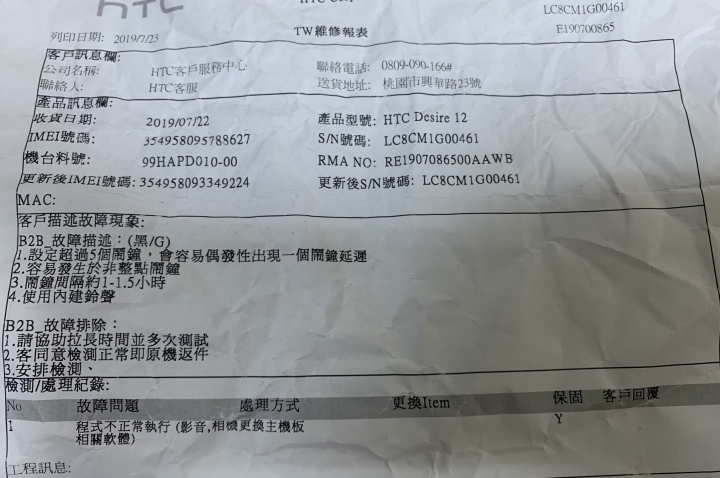 HTC
LC8CM1G00461
TW維修報表
E190700865
列印日期: 2019/7/23
客戶訊息欄:
公司名稱: HTC客戶服務中心 聯絡電話: 0809-090-166#
聯絡人: HTC客服 送貨地址: 桃園市興華路23號
產品訊息欄:
收貨日期: 2019/07/22 產品型號: HTC Desire 12
IMEI號碼: 354958095788627 S/N號碼: LC8CM1G00461
機台料號: 99HAPD010-00 RMA NO: RE1907086500AAWB
更新後IMEI號碼: 354958093349224 更新後S/N號碼: LC8CM1G00461
MAC:
客戶描述故障現象:
B2B_故障描述：(黑/G)
1.設定超過5個鬧鐘，會容易偶發性出現一個鬧鐘延遲
2.容易發生於非整點鬧鐘
3.鬧鐘間隔約1-1.5小時
4.使用內建鈴聲
B2B_故障排除：
1.請協助拉長時間並多次測試
2.客同意檢測正常即原機返件
3.安排檢測、
檢測/處理紀錄:
No 故障問題 處理方式 更換Item 保固 客戶回覆
1 程式不正常執行 (影音,相機更換主機板 Y
相關軟體)
工程訊息: